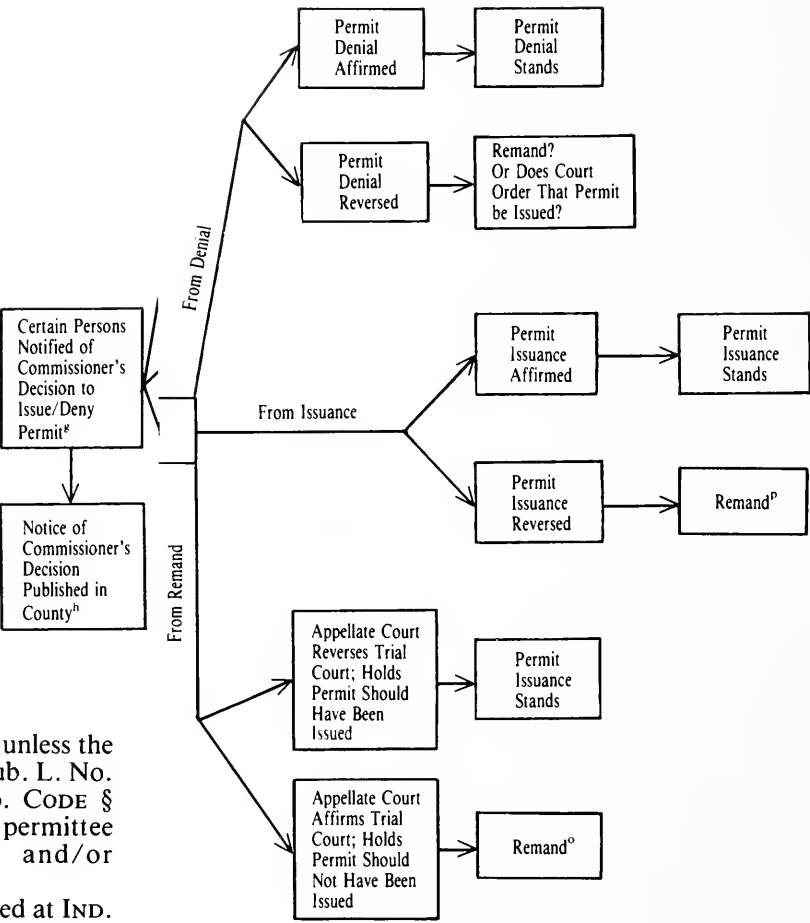 Permit
Denial
Affirmed
Permit
Denial
Stands
Permit
Denial
Reversed
Remand?
Or Does Court
Order That Permit
be Issued?
From Denial
Certain Persons
Notified of
Commissioner's
Decision to
Issue/Deny
Permitᵍ
Notice of
Commissioner's
Decision
Published in
Countyʰ
From Issuance
Permit
Issuance
Affirmed
Permit
Issuance
Stands
Permit
Issuance
Reversed
Remandᵖ
From Remand
Appellate Court
Reverses Trial
Court; Holds
Permit Should
Have Been
Issued
Permit
Issuance
Stands
Appellate Court
Affirms Trial
Court; Holds
Permit Should
Not Have Been
Issued
Remandᵒ
unless the
ub. L. No.
. CODE §
permittee
and/or
ed at IND.